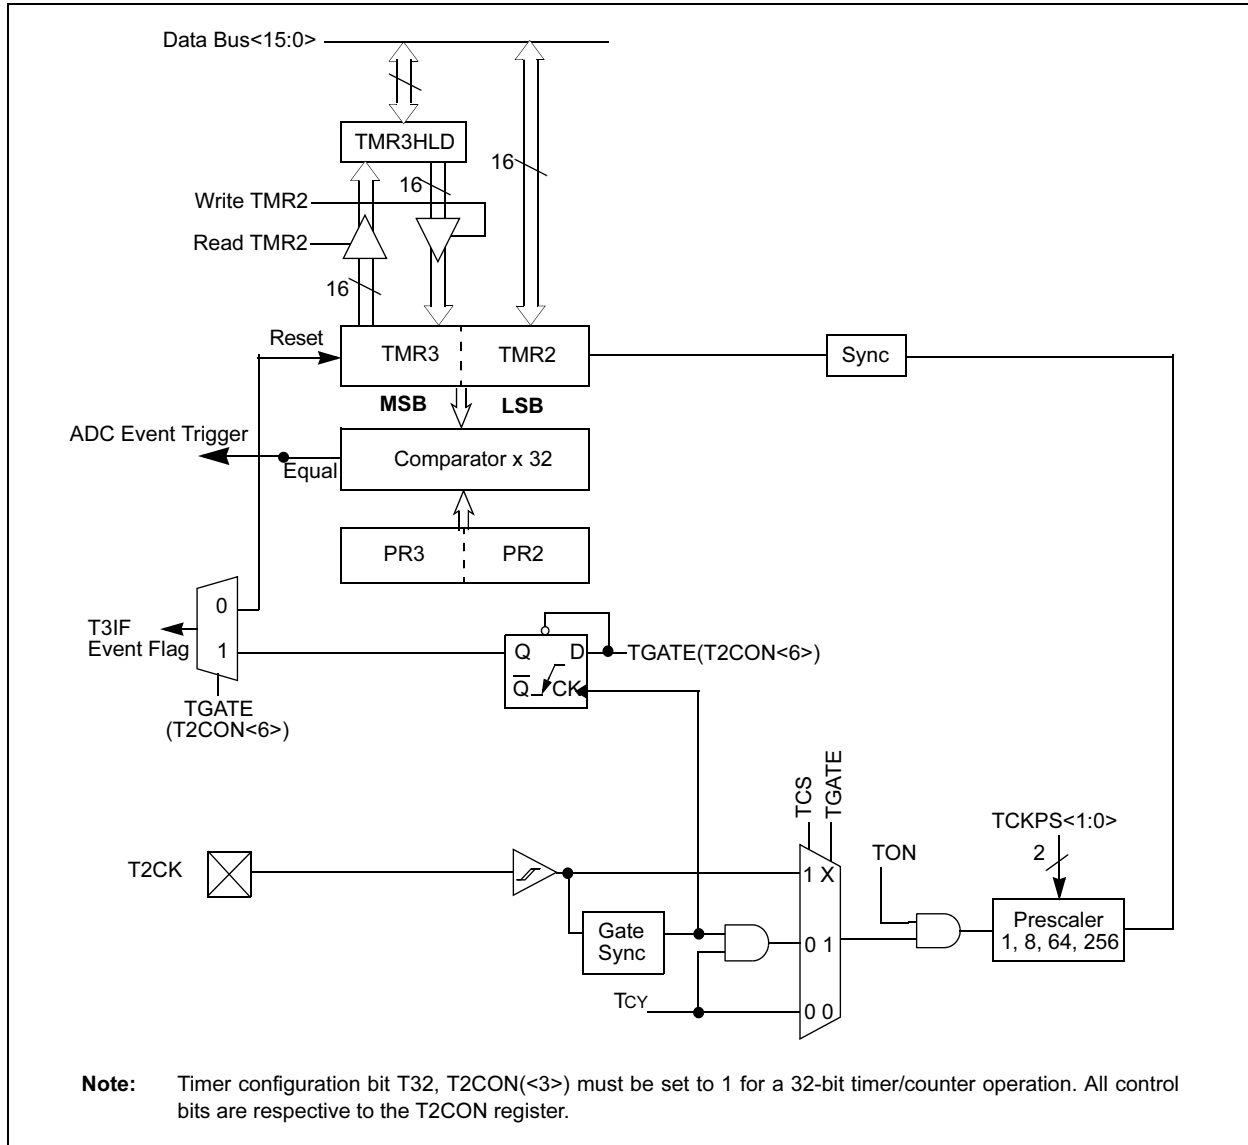 Data Bus<15:0>
TMR3HLD
16
16
Write TMR2
Read TMR2
16
Reset
TMR3
TMR2
Sync
MSB
LSB
ADC Event Trigger
Equal
Comparator x 32
PR3
PR2
0
T3IF
Event Flag
1
Q
D
TGATE(T2CON<6>)
Q
CK
TGATE
(T2CON<6>)
TCS
TGATE
TCKPS<1:0>
2
TON
T2CK
1 X
Prescaler
1, 8, 64, 256
Gate
Sync
0 1
TCY
0 0
Note: Timer configuration bit T32, T2CON(<3>) must be set to 1 for a 32-bit timer/counter operation. All control
bits are respective to the T2CON register.